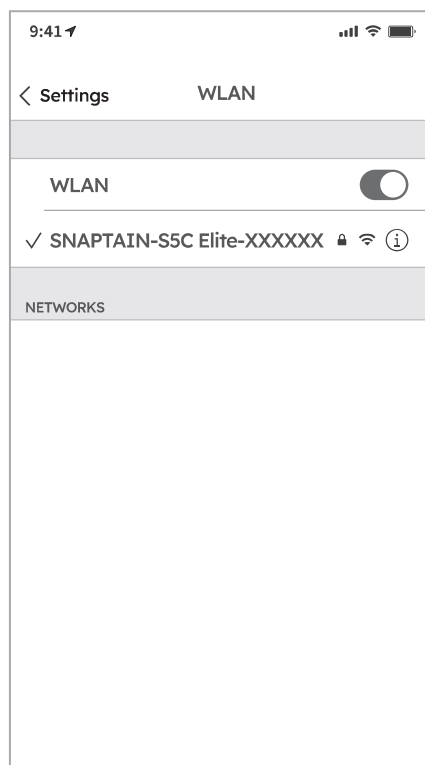 9:41
Settings
WLAN
WLAN
SNAPTAIN-S5C Elite-XXXXXX
NETWORKS